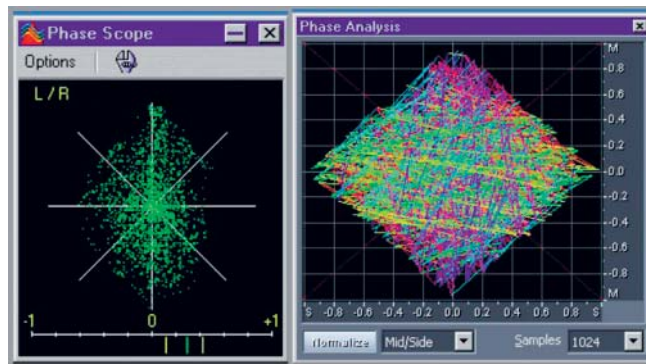 Phase Scope
Options
L/R
-1 0 +1
Phase Analysis
M
-0.8
-0.6
-0.4
-0.2
-0.0
-0.2
-0.4
-0.6
-0.8
M
S -0.8 -0.6 -0.4 -0.2 0.0 0.2 0.4 0.6 0.8 S
Normalize Mid/Side Samples 1024